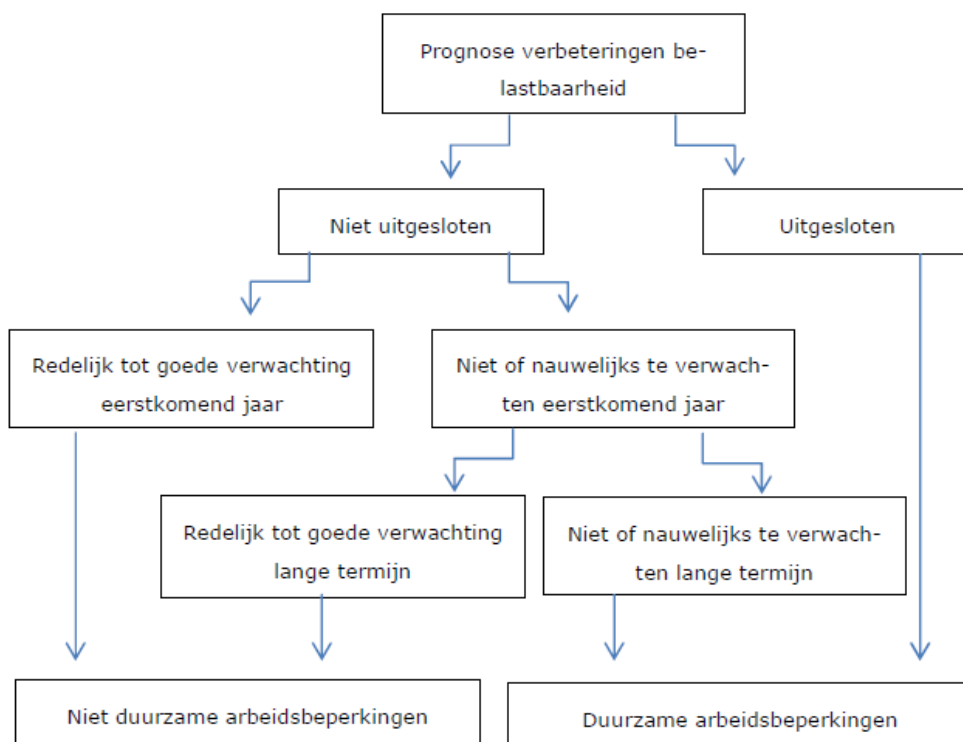 Prognose verbeteringen be-
lastbaarheid
Niet uitgesloten
Uitgesloten
Redelijk tot goede verwachting
eerstkomend jaar
Niet of nauwelijks te verwach-
ten eerstkomend jaar
Redelijk tot goede verwachting
lange termijn
Niet of nauwelijks te verwach-
ten lange termijn
Niet duurzame arbeidsbeperkingen
Duurzame arbeidsbeperkingen